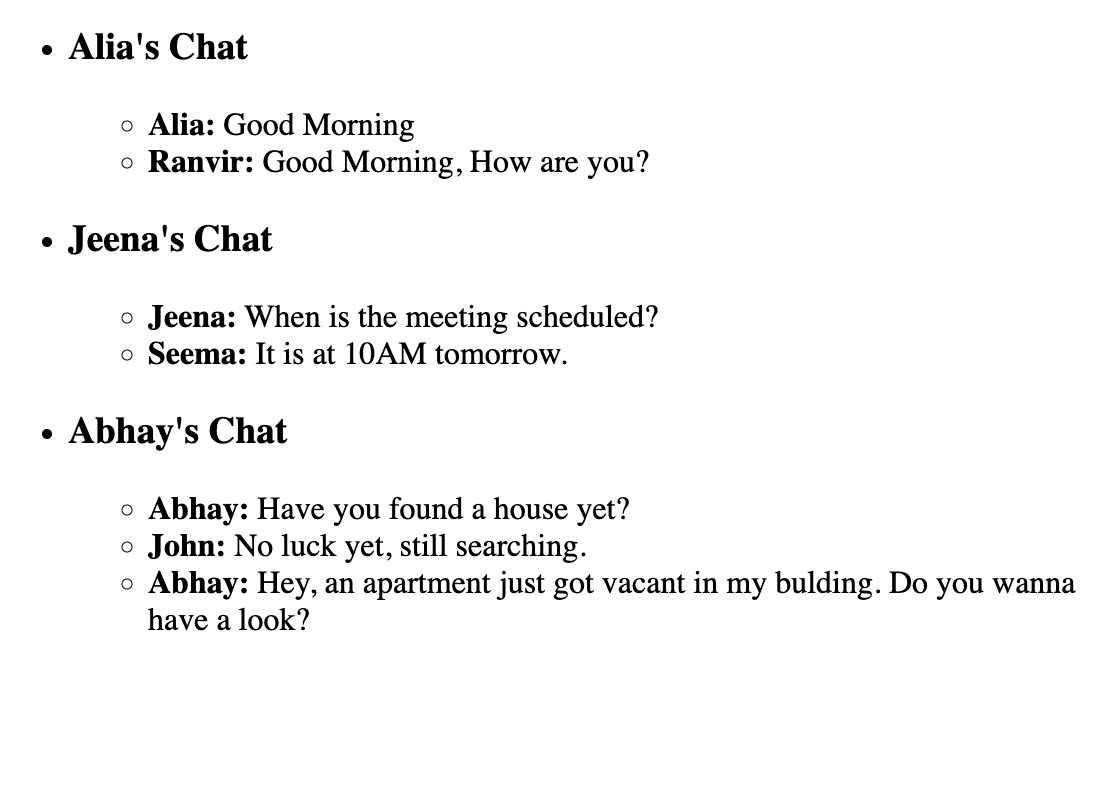 Alia's Chat
Alia: Good Morning
Ranvir: Good Morning, How are you?
Jeena's Chat
Jeena: When is the meeting scheduled?
Seema: It is at 10AM tomorrow.
Abhay's Chat
Abhay: Have you found a house yet?
John: No luck yet, still searching.
Abhay: Hey, an apartment just got vacant in my bulding. Do you wanna
have a look?